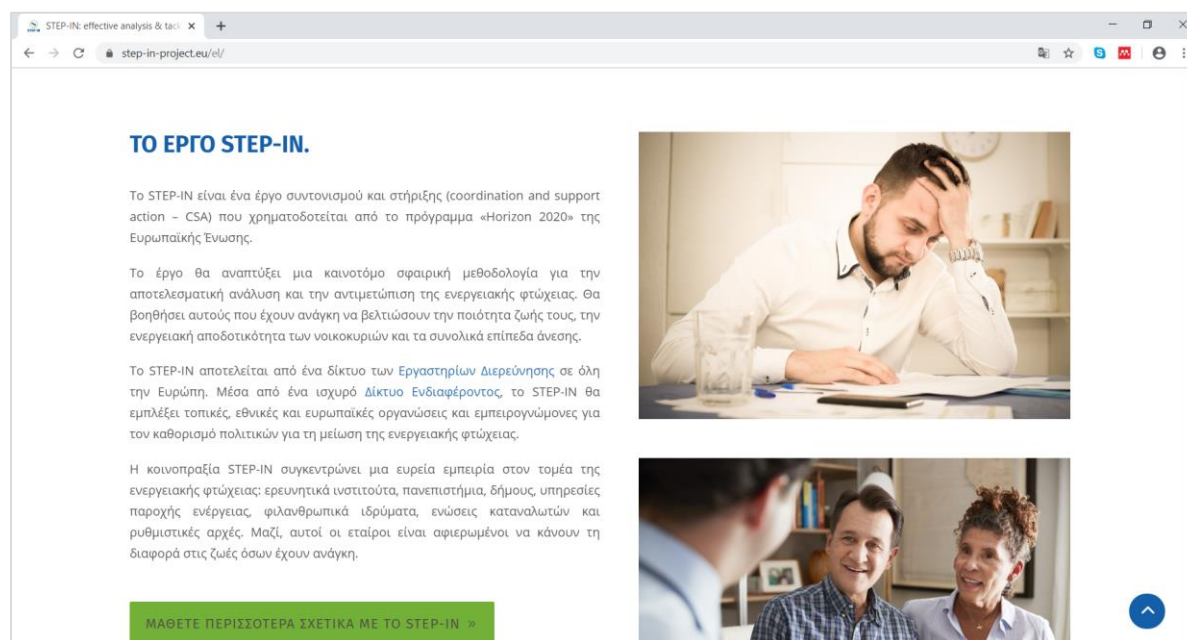 STEP-IN: effective analysis & tack
step-in-project.eu/el/
ΤΟ ΕΡΓΟ STEP-IN.
Το STEP-IN είναι ένα έργο συντονισμού και στήριξης (coordination and support
action – CSA) που χρηματοδοτείται από το πρόγραμμα «Horizon 2020» της
Ευρωπαϊκής Ένωσης.
Το έργο θα αναπτύξει μια καινοτόμο σφαιρική μεθοδολογία για την
αποτελεσματική ανάλυση και την αντιμετώπιση της ενεργειακής φτώχειας. Θα
βοηθήσει αυτούς που έχουν ανάγκη να βελτιώσουν την ποιότητα ζωής τους, την
ενεργειακή αποδοτικότητα των νοικοκυριών και τα συνολικά επίπεδα άνεσης.
Το STEP-IN αποτελείται από ένα δίκτυο των Εργαστηρίων Διερεύνησης σε όλη
την Ευρώπη. Μέσα από ένα ισχυρό Δίκτυο Ενδιαφέροντος, το STEP-IN θα
εμπλέξει τοπικές, εθνικές και ευρωπαϊκές οργανώσεις και εμπειρογνώμονες για
τον καθορισμό πολιτικών για τη μείωση της ενεργειακής φτώχειας.
Η κοινοπραξία STEP-IN συγκεντρώνει μια ευρεία εμπειρία στον τομέα της
ενεργειακής φτώχειας: ερευνητικά ινστιτούτα, πανεπιστήμια, δήμους, υπηρεσίες
παροχής ενέργειας, φιλανθρωπικά ιδρύματα, ενώσεις καταναλωτών και
ρυθμιστικές αρχές. Μαζί, αυτοί οι εταίροι είναι αφιερωμένοι να κάνουν τη
διαφορά στις ζωές όσων έχουν ανάγκη.
ΜΑΘΕΤΕ ΠΕΡΙΣΣΟΤΕΡΑ ΣΧΕΤΙΚΑ ΜΕ ΤΟ STEP-IN »